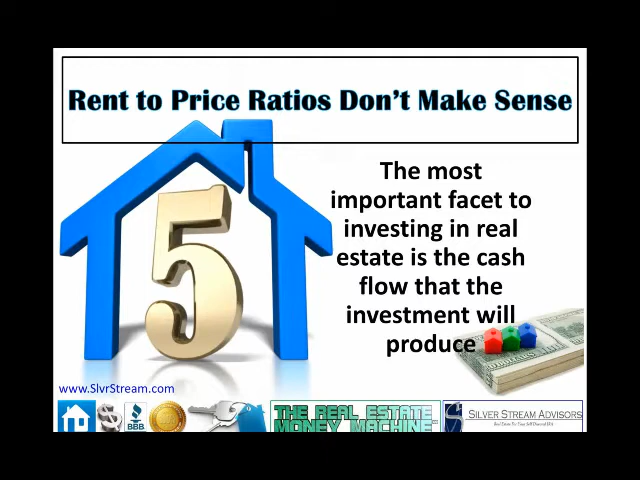 Rent to Price Ratios Don't Make Sense
5
The most
important facet to
investing in real
estate is the cash
flow that the
investment will
produce
www.SlvrStream.com
BBB
THE REAL ESTATE
MONEY MACHINE
SILVER STREAM ADVISORS